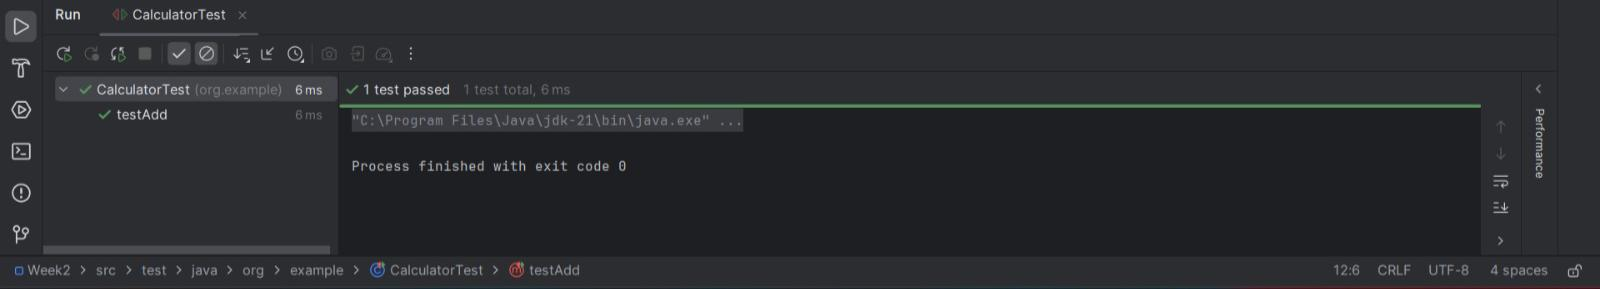 Run CalculatorTest
CalculatorTest (org.example) 6 ms
testAdd 6 ms
1 test passed 1 test total, 6 ms
"C:\Program Files\Java\jdk-21\bin\java.exe" ...
Process finished with exit code 0
Performance
Week2 > src > test > java > org > example > CalculatorTest > testAdd 12:6 CRLF UTF-8 4 spaces